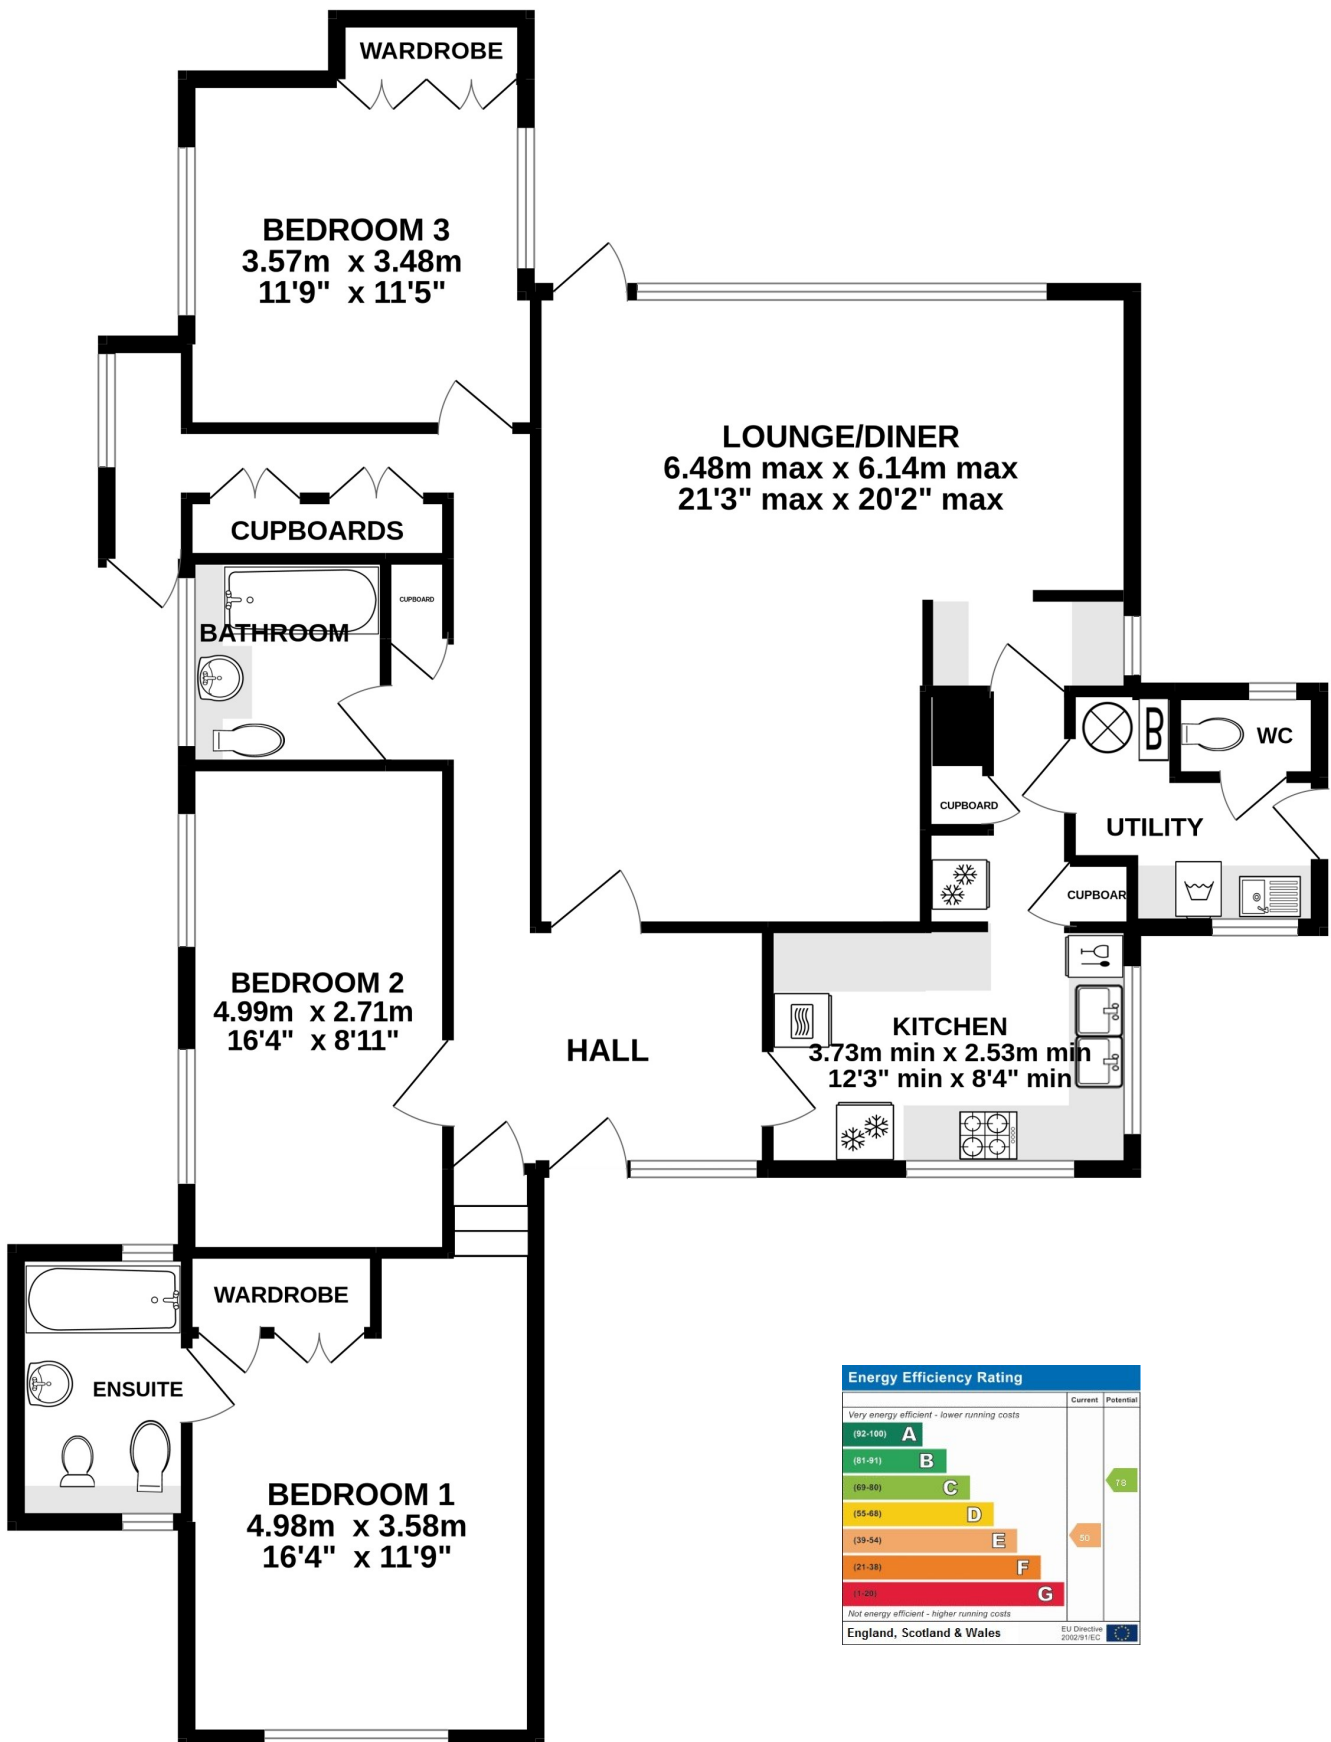 WARDROBE
BEDROOM 3
3.57m x 3.48m
11'9" x 11'5"
LOUNGE/DINER
6.48m max x 6.14m max
21'3" max x 20'2" max
CUPBOARDS
CUPBOARD
BATHROOM
B
WC
CUPBOARD
UTILITY
CUPBOAR
BEDROOM 2
4.99m x 2.71m
16'4" x 8'11"
HALL
KITCHEN
3.73m min x 2.53m min
12'3" min x 8'4" min
WARDROBE
ENSUITE
BEDROOM 1
4.98m x 3.58m
16'4" x 11'9"
Energy Efficiency Rating
Current Potential
Very energy efficient - lower running costs
(92-100) A
(81-91) B
(69-80) C
78
(55-68) D
(39-54) E
50
(21-38) F
(1-20) G
Not energy efficient - higher running costs
England, Scotland & Wales
EU Directive
2002/91/EC